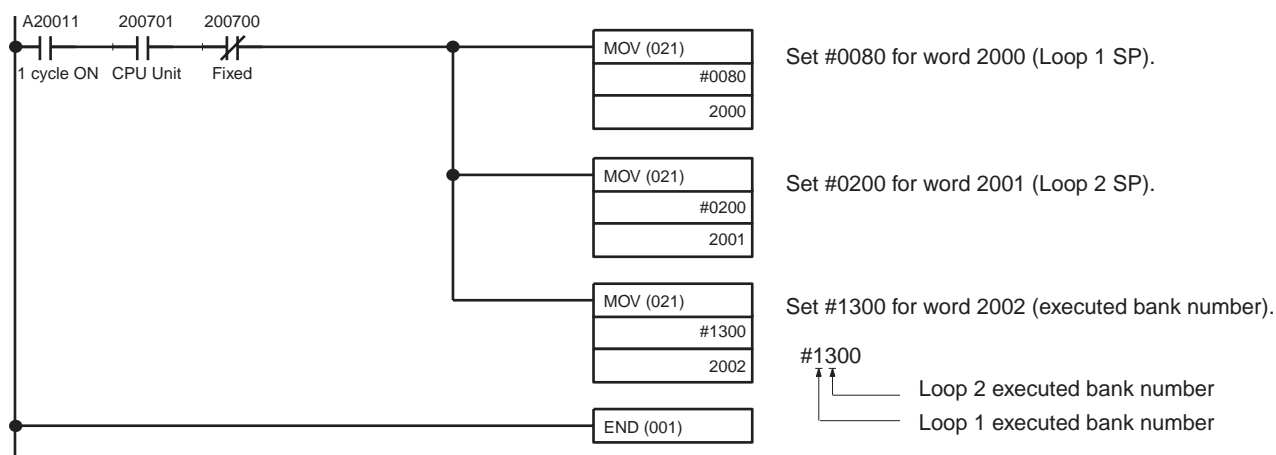 A20011 200701 200700
1 cycle ON CPU Unit Fixed
MOV (021)
#0080
2000
Set #0080 for word 2000 (Loop 1 SP).
MOV (021)
#0200
2001
Set #0200 for word 2001 (Loop 2 SP).
MOV (021)
#1300
2002
Set #1300 for word 2002 (executed bank number).
#1300
Loop 2 executed bank number
Loop 1 executed bank number
END (001)